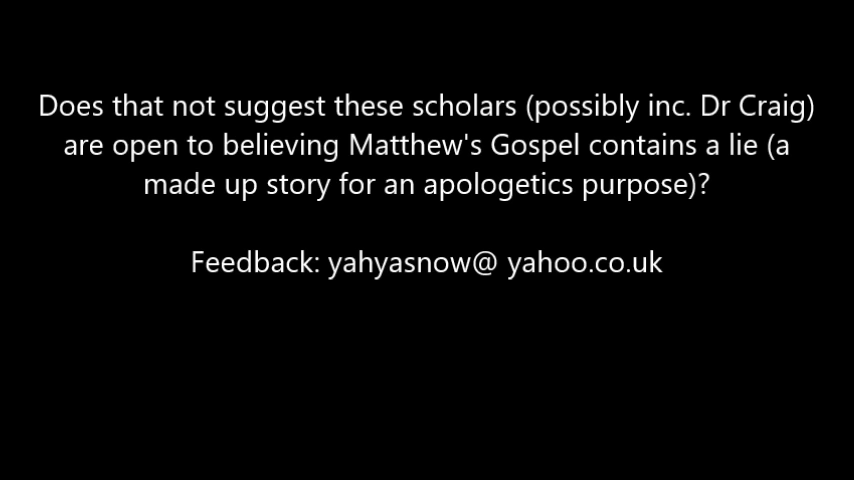 Does that not suggest these scholars (possibly inc. Dr Craig)
are open to believing Matthew's Gospel contains a lie (a
made up story for an apologetics purpose)?
Feedback: yahyasnow@ yahoo.co.uk